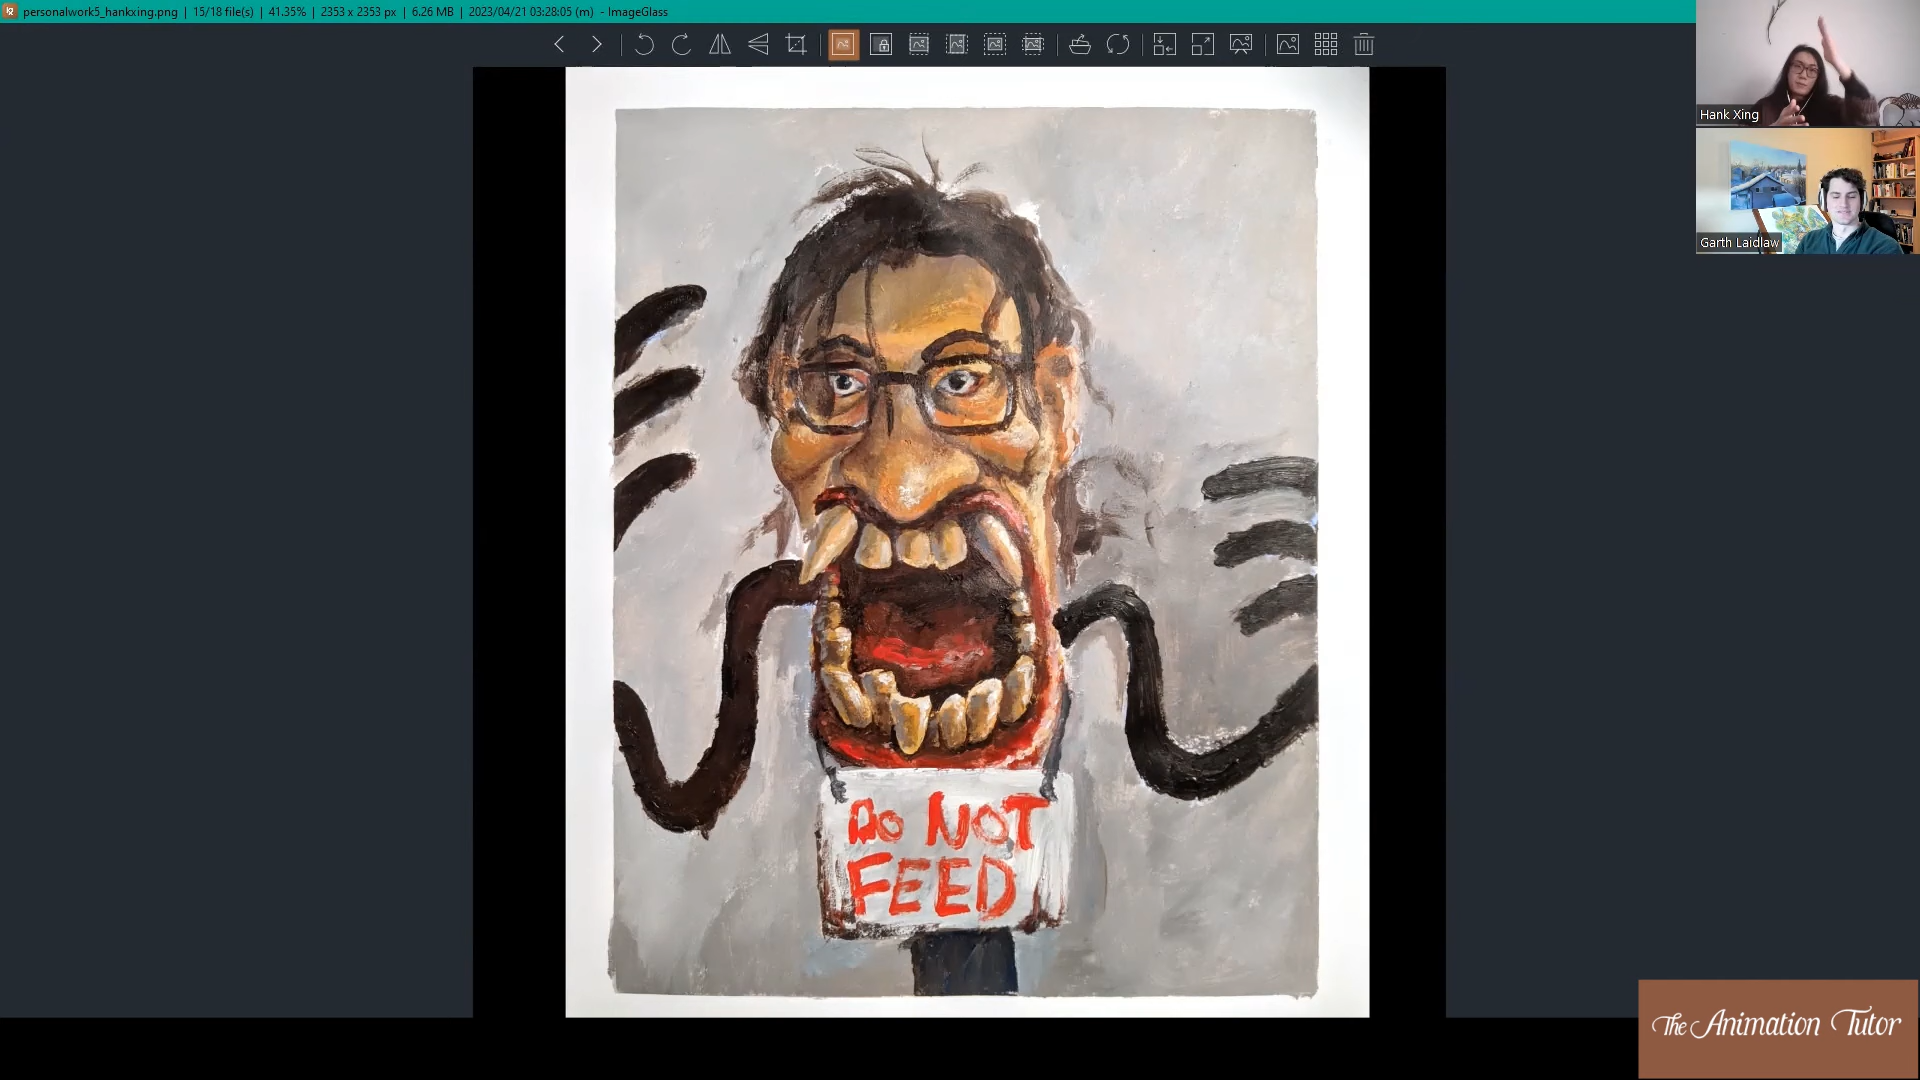 personalwork5_hankxing.png | 15/18 file(s) | 41.35% | 2353 x 2353 px | 6.26 MB | 2023/04/21 03:28:05 (m) - ImageGlass
Hank Xing
Garth Laidlaw
DO NOT
FEED
The Animation Tutor